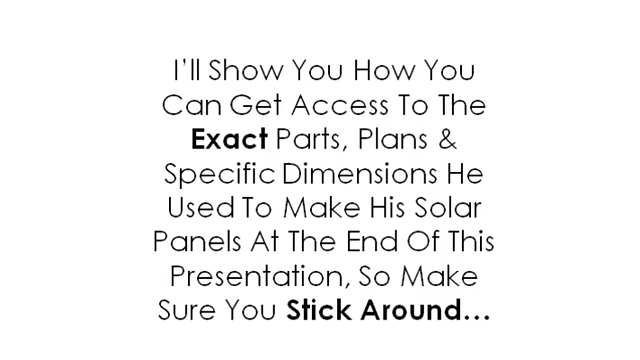 I'll Show You How You
Can Get Access To The
Exact Parts, Plans &
Specific Dimensions He
Used To Make His Solar
Panels At The End Of This
Presentation, So Make
Sure You Stick Around...